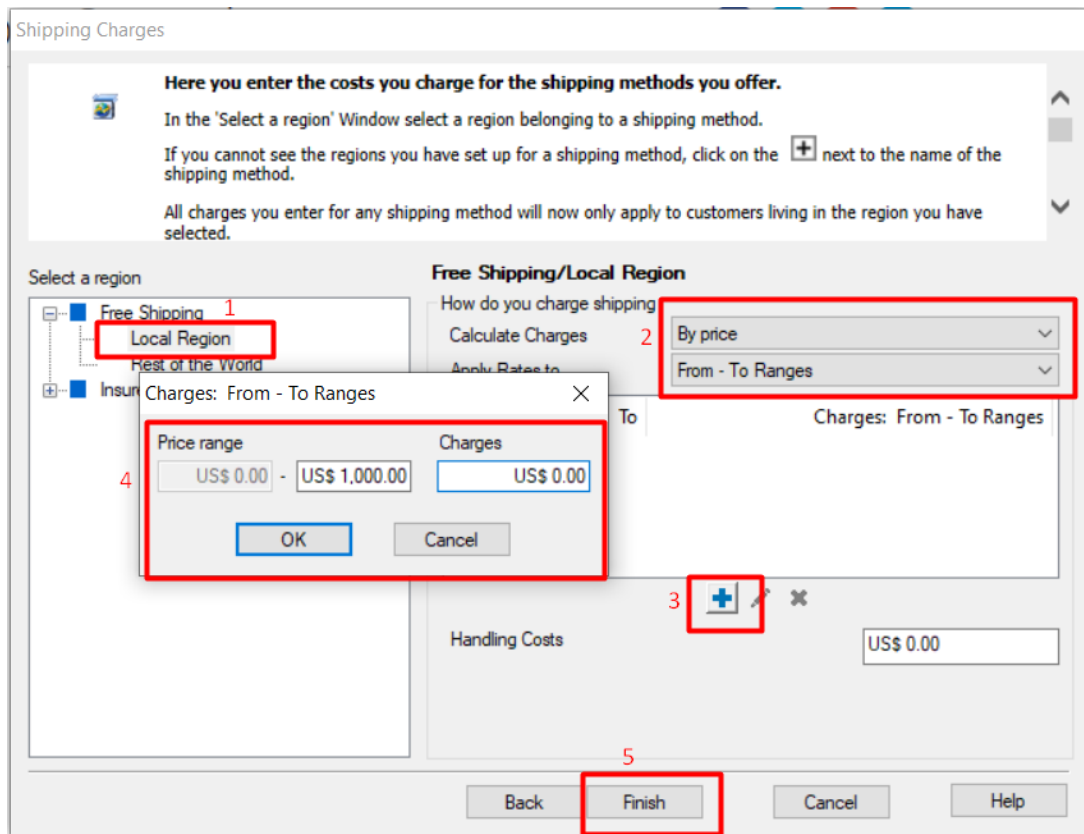 Shipping Charges
Here you enter the costs you charge for the shipping methods you offer.
In the 'Select a region' Window select a region belonging to a shipping method.
If you cannot see the regions you have set up for a shipping method, click on the + next to the name of the
shipping method.
All charges you enter for any shipping method will now only apply to customers living in the region you have
selected.
Select a region
Free Shipping
1
Local Region
Rest of the World
Free Shipping/Local Region
How do you charge shipping
Calculate Charges
2
By price
Apply Rates to
From - To Ranges
To
Charges: From - To Ranges
Charges: From - To Ranges
4
Price range
Charges
US$ 0.00 - US$ 1,000.00
US$ 0.00
OK
Cancel
3
Handling Costs
US$ 0.00
5
Back
Finish
Cancel
Help